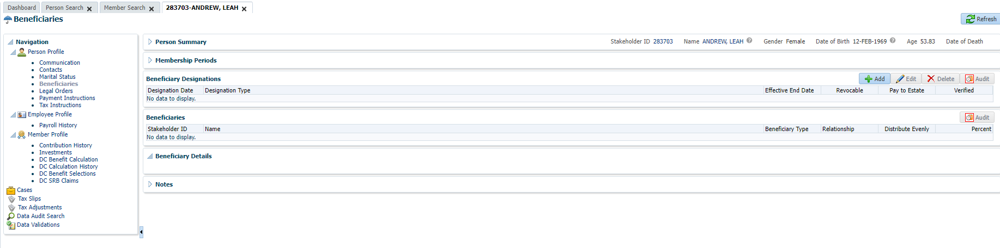 Dashboard Person Search Member Search 283703-ANDREW, LEAH
Beneficiaries
Refresh
Navigation
Person Profile
Communication
Contacts
Marital Status
Beneficiaries
Legal Orders
Payment Instructions
Tax Instructions
Employee Profile
Payroll History
Member Profile
Contribution History
Investments
DC Benefit Calculation
DC Calculation History
DC Benefit Selections
DC SRB Claims
Cases
Tax Slips
Tax Adjustments
Data Audit Search
Data Validations
Person Summary Stakeholder ID 283703 Name ANDREW, LEAH Gender Female Date of Birth 12-FEB-1969 Age 53.83 Date of Death
Membership Periods
Beneficiary Designations Add Edit Delete Audit
Designation Date Designation Type Effective End Date Revocable Pay to Estate Verified
No data to display.
Beneficiaries Audit
Stakeholder ID Name Beneficiary Type Relationship Distribute Evenly Percent
No data to display.
Beneficiary Details
Notes